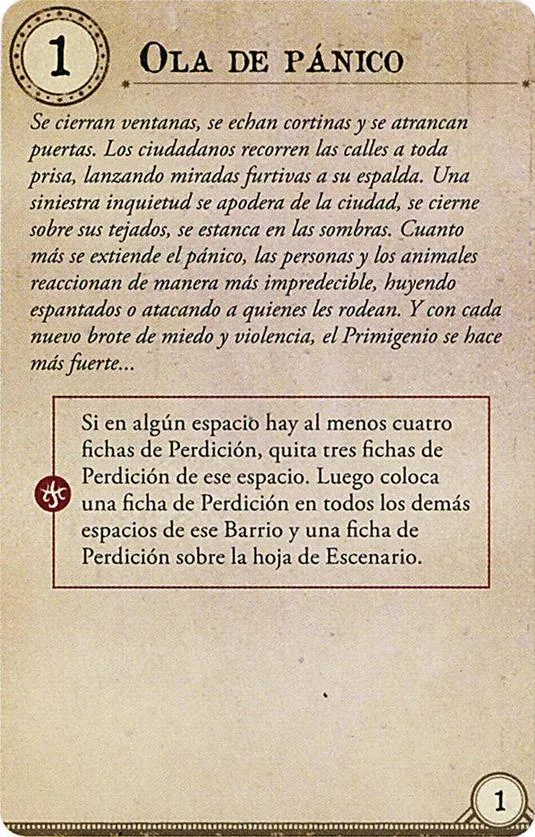 1
OLA DE PÁNICO
Se cierran ventanas, se echan cortinas y se atrancan
puertas. Los ciudadanos recorren las calles a toda
prisa, lanzando miradas furtivas a su espalda. Una
siniestra inquietud se apodera de la ciudad, se cierne
sobre sus tejados, se estanca en las sombras. Cuanto
más se extiende el pánico, las personas y los animales
reaccionan de manera más impredecible, huyendo
espantados o atacando a quienes les rodean. Y con cada
nuevo brote de miedo y violencia, el Primigenio se hace
más fuerte...
Si en algún espacio hay al menos cuatro
fichas de Perdición, quita tres fichas de
Perdición de ese espacio. Luego coloca
una ficha de Perdición en todos los demás
espacios de ese Barrio y una ficha de
Perdición sobre la hoja de Escenario.
1